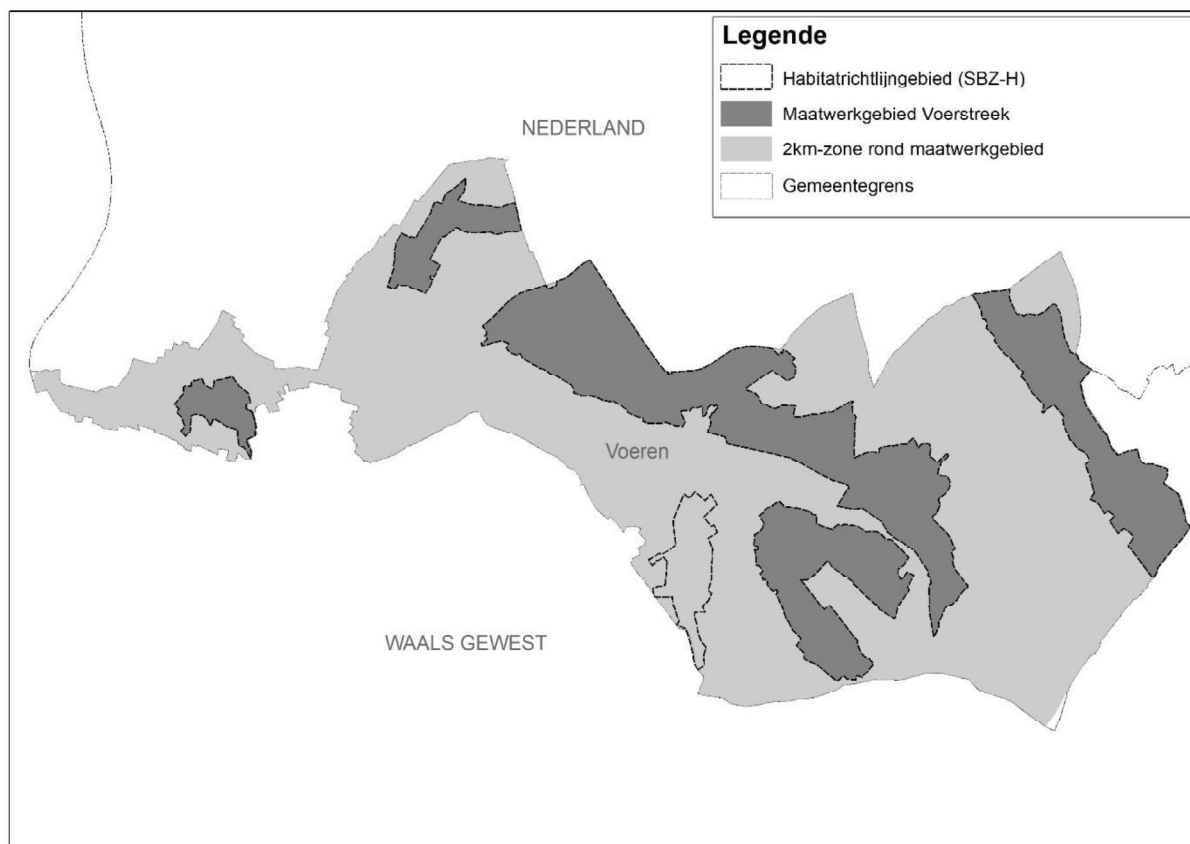 Legende
Habitatrichtlijngebied (SBZ-H)
Maatwerkgebied Voerstreek
2km-zone rond maatwerkgebied
Gemeentegrens
NEDERLAND
Voeren
WAALS GEWEST